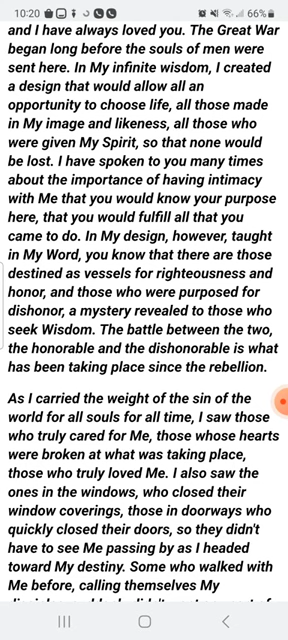 10:20 66%
and I have always loved you. The Great War
began long before the souls of men were
sent here. In My infinite wisdom, I created
a design that would allow all an
opportunity to choose life, all those made
in My image and likeness, all those who
were given My Spirit, so that none would
be lost. I have spoken to you many times
about the importance of having intimacy
with Me that you would know your purpose
here, that you would fulfill all that you
came to do. In My design, however, taught
in My Word, you know that there are those
destined as vessels for righteousness and
honor, and those who were purposed for
dishonor, a mystery revealed to those who
seek Wisdom. The battle between the two,
the honorable and the dishonorable is what
has been taking place since the rebellion.
As I carried the weight of the sin of the
world for all souls for all time, I saw those
who truly cared for Me, those whose hearts
were broken at what was taking place,
those who truly loved Me. I also saw the
ones in the windows, who closed their
window coverings, those in doorways who
quickly closed their doors, so they didn't
have to see Me passing by as I headed
toward My destiny. Some who walked with
Me before, calling themselves My